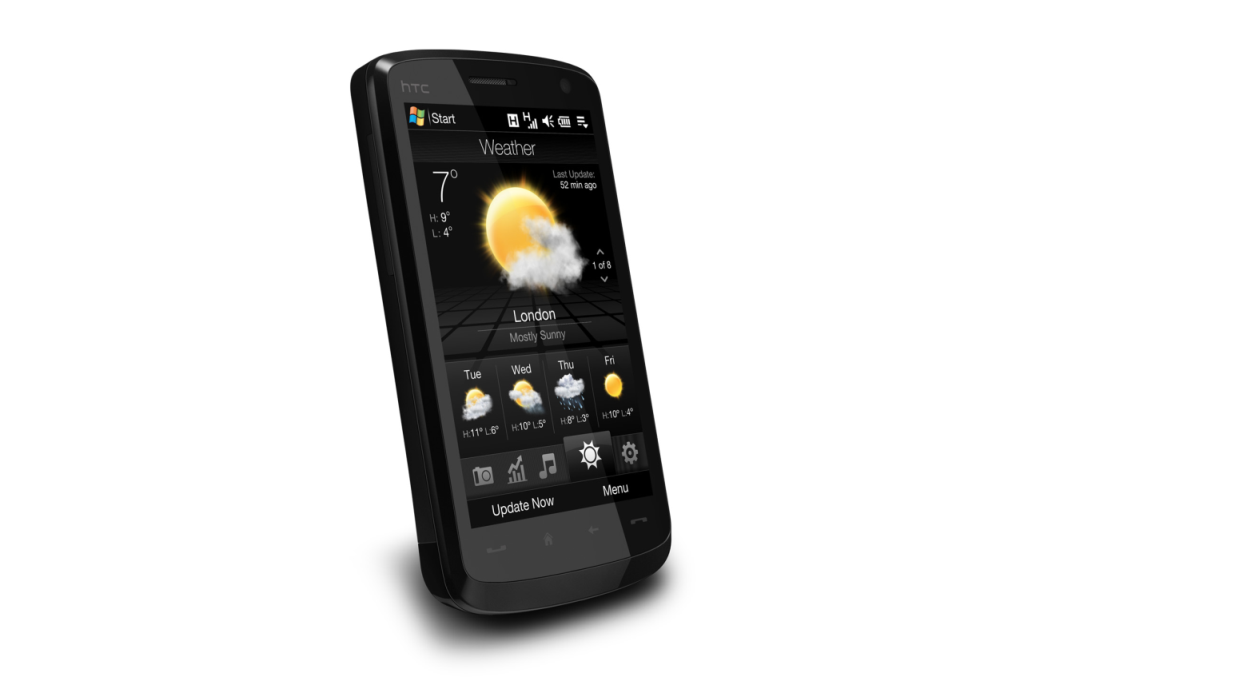 hTC
Start
H
H
Weather
7°
Last Update:
52 min ago
H: 9°
L: 4°
1 of 8
London
Mostly Sunny
Tue
Wed
Thu
Fri
H:11° L:6°
H:10° L:5°
H:8° L:3°
H:10° L:4°
Update Now
Menu